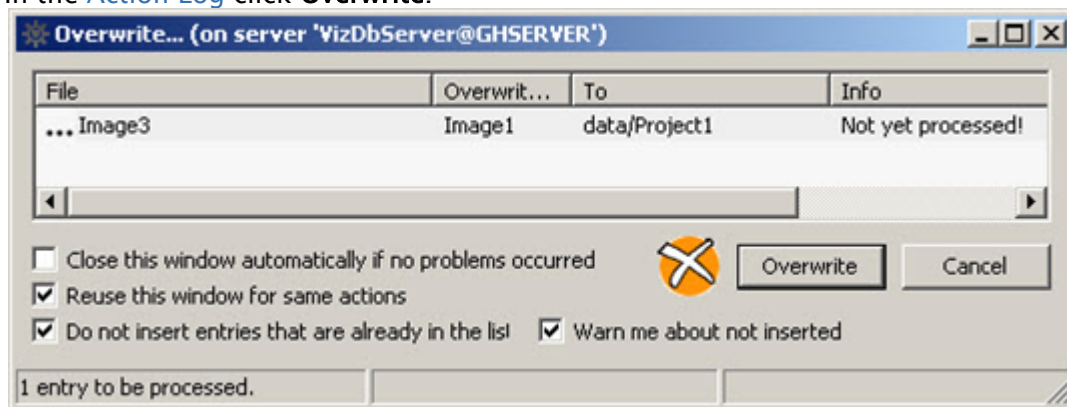 in the Action Log click Overwrite.
Overwrite... (on server 'VizDbServer@GHSERVER')
File Overwrit... To Info
... Image3 Image1 data/Project1 Not yet processed!
Close this window automatically if no problems occurred
Overwrite Cancel
Reuse this window for same actions
Do not insert entries that are already in the list Warn me about not inserted
1 entry to be processed.